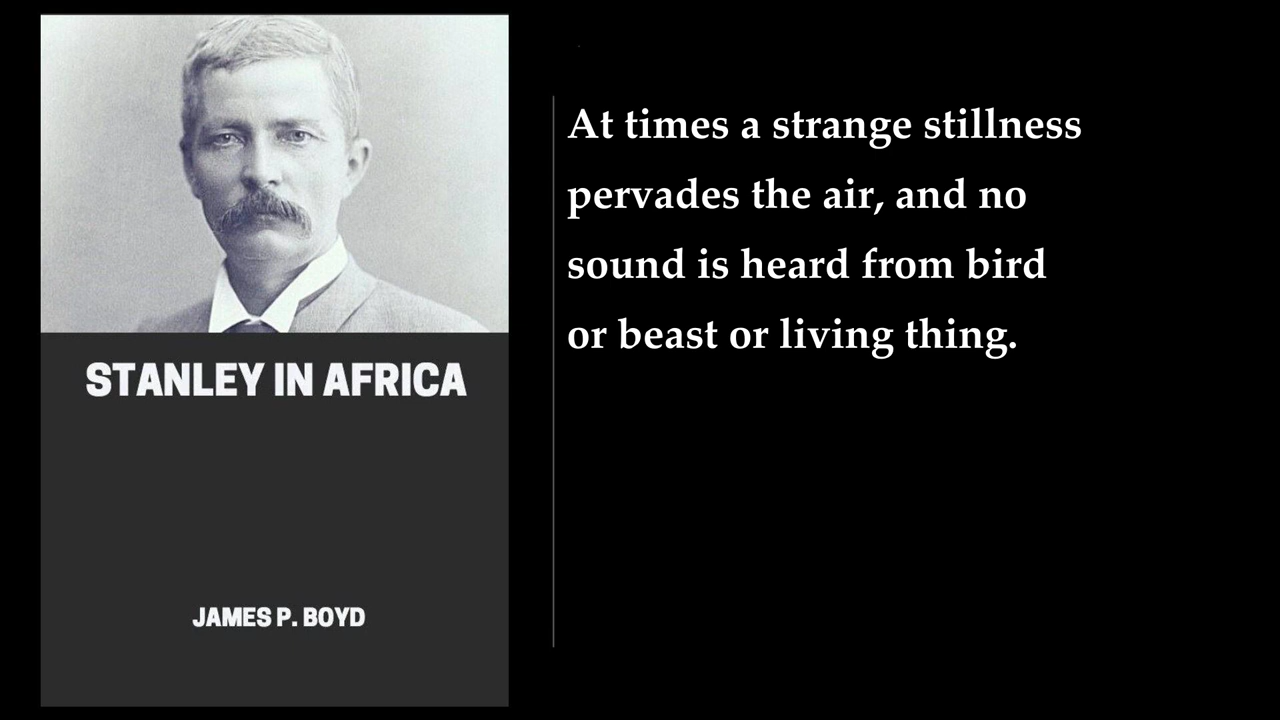 STANLEY IN AFRICA
JAMES P. BOYD
At times a strange stillness
pervades the air, and no
sound is heard from bird
or beast or living thing.